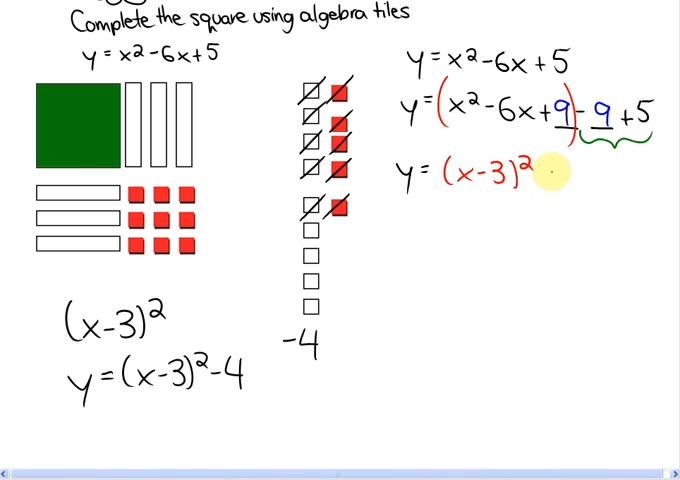 Complete the square using algebra tiles
y = x² - 6x + 5
(x - 3)²
y = (x - 3)² - 4
-4
y = x² - 6x + 5
y = (x² - 6x + 9) - 9 + 5
y = (x - 3)²